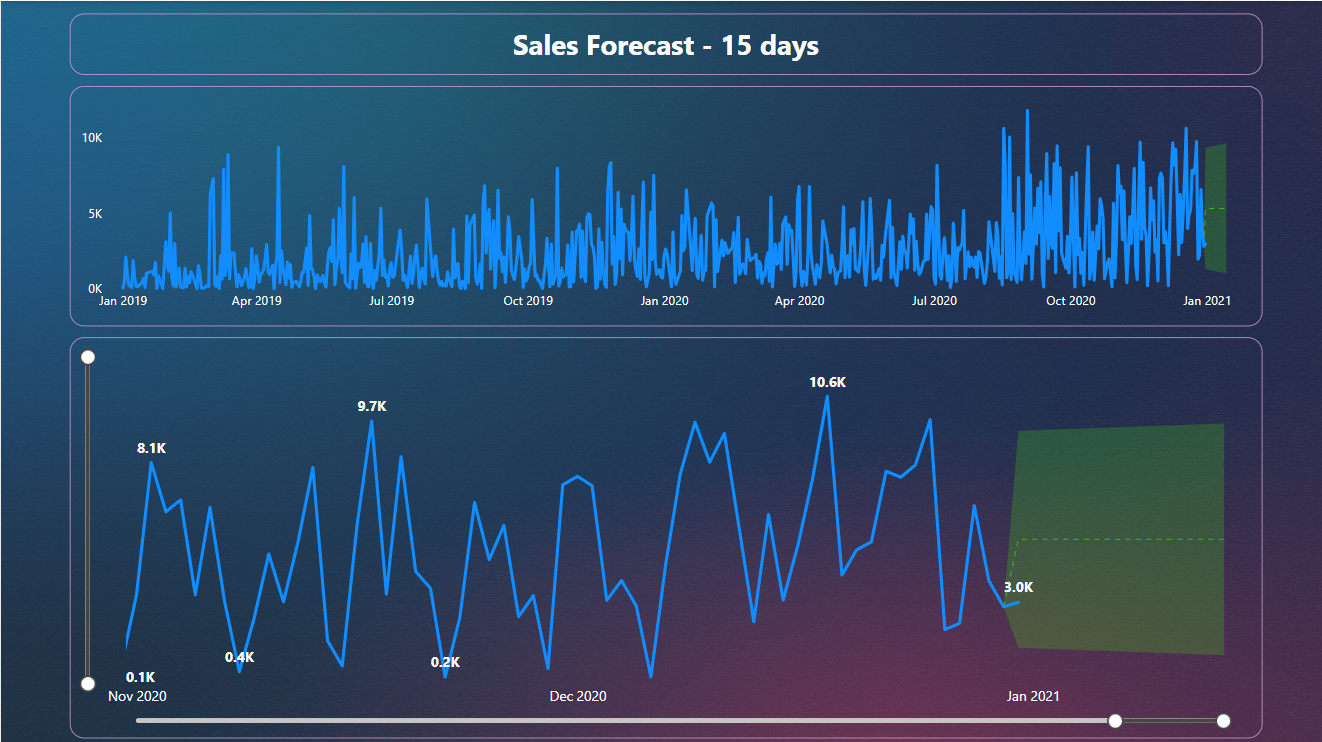 Sales Forecast - 15 days
10K
5K
0K
Jan 2019 Apr 2019 Jul 2019 Oct 2019 Jan 2020 Apr 2020 Jul 2020 Oct 2020 Jan 2021
10.6K
9.7K
8.1K
3.0K
0.4K
0.2K
0.1K
Nov 2020 Dec 2020 Jan 2021